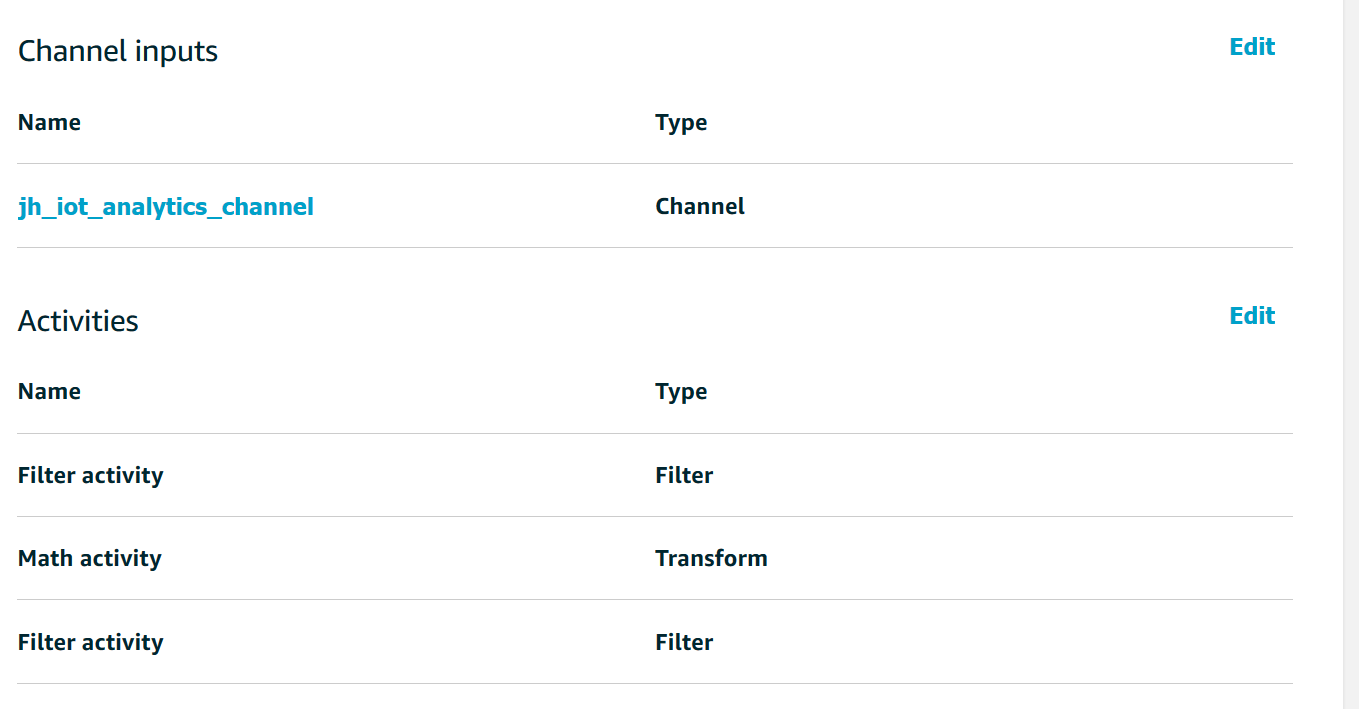 Channel inputs Edit
Name Type
jh_iot_analytics_channel Channel
Activities Edit
Name Type
Filter activity Filter
Math activity Transform
Filter activity Filter